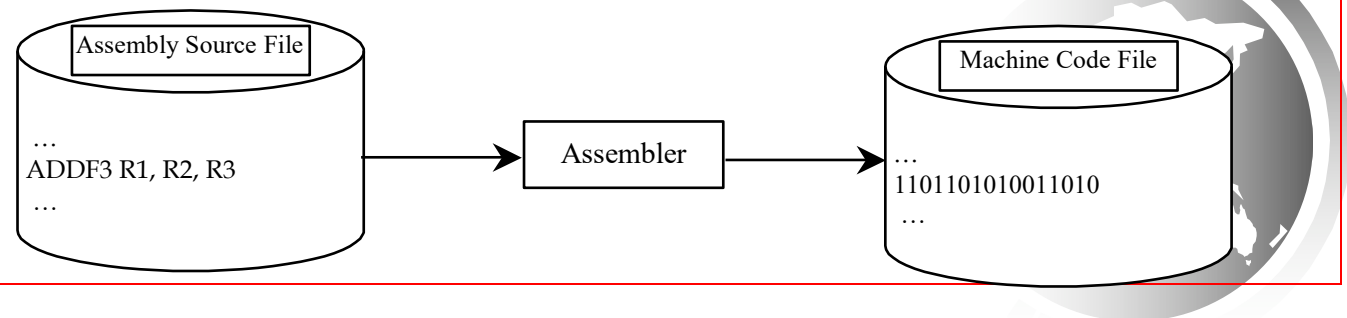 Assembly Source File
…
ADDF3 R1, R2, R3
…
Assembler
Machine Code File
…
1101101010011010
…